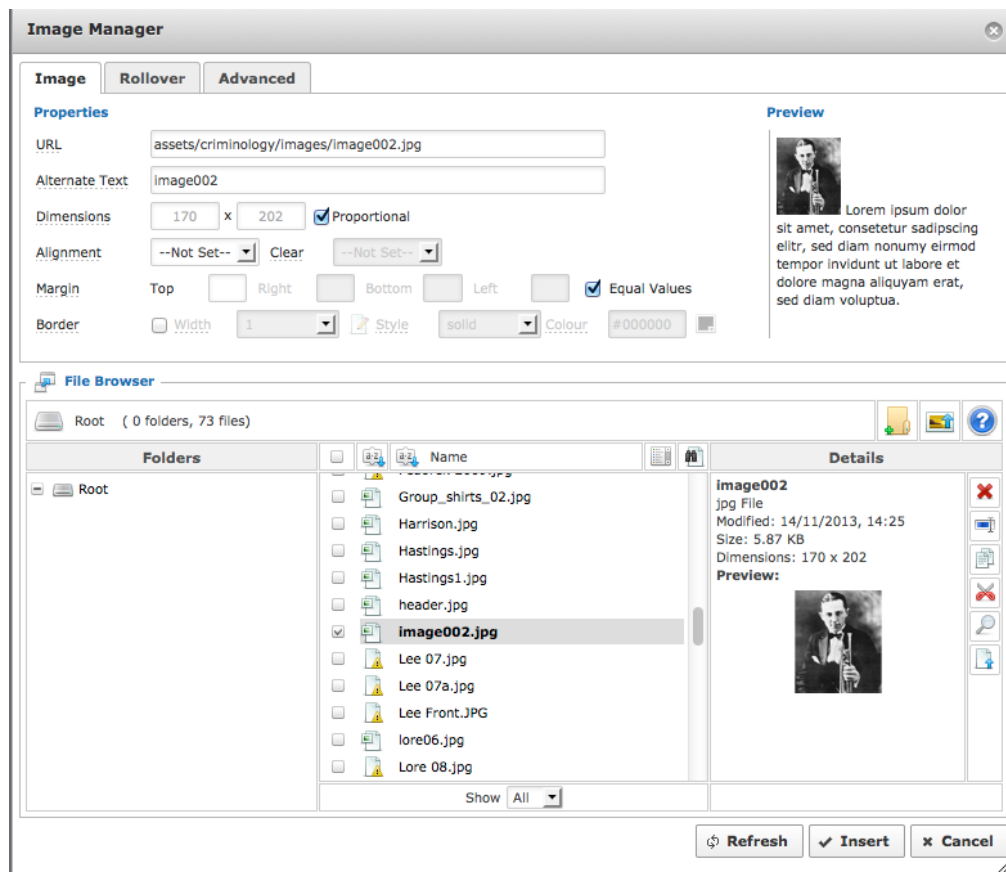 Image Manager
Image Rollover Advanced
Properties
URL assets/criminology/images/image002.jpg
Alternate Text image002
Dimensions 170 x 202 Proportional
Alignment --Not Set-- Clear --Not Set--
Margin Top Right Bottom Left Equal Values
Border Width 1 Style solid Colour #000000
Preview
Lorem ipsum dolor
sit amet, consetetur sadipscing
elitr, sed diam nonumy eirmod
tempor invidunt ut labore et
dolore magna aliquyam erat,
sed diam voluptua.
File Browser
Root ( 0 folders, 73 files)
Folders
Root
Name
Group_shirts_02.jpg
Harrison.jpg
Hastings.jpg
Hastings1.jpg
header.jpg
image002.jpg
Lee 07.jpg
Lee 07a.jpg
Lee Front.JPG
lore06.jpg
Lore 08.jpg
Show All
Details
image002
jpg File
Modified: 14/11/2013, 14:25
Size: 5.87 KB
Dimensions: 170 x 202
Preview:
Refresh Insert Cancel